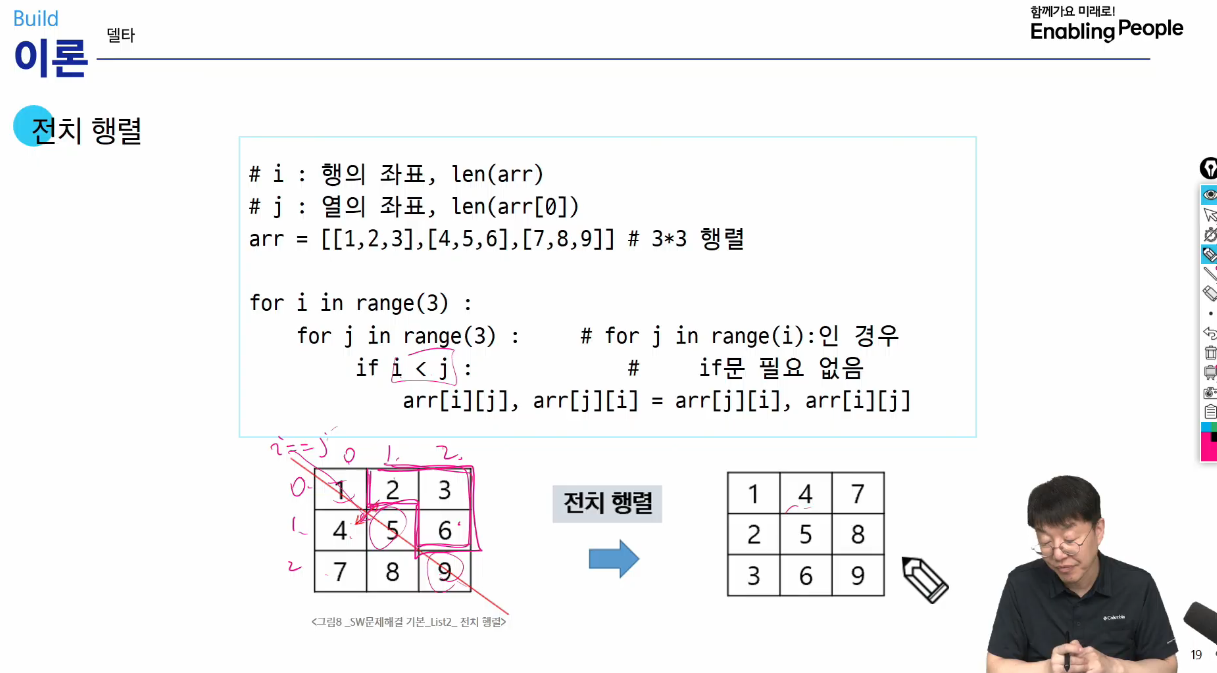 Build
이론
델타
함께가요 미래로!
Enabling People
전치 행렬
# i : 행의 좌표, len(arr)
# j : 열의 좌표, len(arr[0])
arr = [[1,2,3],[4,5,6],[7,8,9]] # 3*3 행렬
for i in range(3) :
for j in range(3) : # for j in range(i):인 경우
if i < j : # if문 필요 없음
arr[i][j], arr[j][i] = arr[j][i], arr[i][j]
i==j
0 1 2
0 1 2 3
1 4 5 6
2 7 8 9
전치 행렬
1 4 7
2 5 8
3 6 9
<그림8 _SW문제해결 기본_List2_ 전치 행렬>
Columbia
19